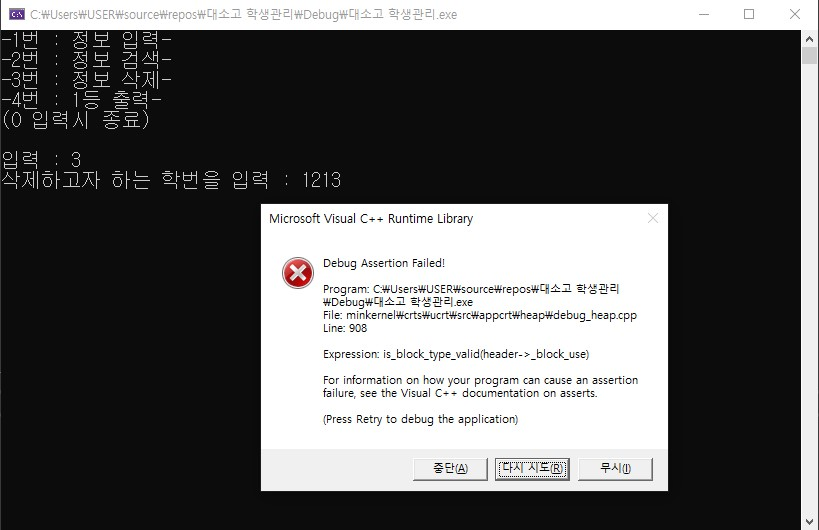 C:\Users\USER\source\repos\대소고 학생관리\Debug\대소고 학생관리.exe
-1번 : 정보 입력-
-2번 : 정보 검색-
-3번 : 정보 삭제-
-4번 : 1등 출력-
(0 입력시 종료)
입력 : 3
삭제하고자 하는 학번을 입력 : 1213
Microsoft Visual C++ Runtime Library
Debug Assertion Failed!
Program: C:\Users\USER\source\repos\대소고 학생관리
\Debug\대소고 학생관리.exe
File: minkernel\crts\ucrt\src\appcrt\heap\debug_heap.cpp
Line: 908
Expression: is_block_type_valid(header->_block_use)
For information on how your program can cause an assertion
failure, see the Visual C++ documentation on asserts.
(Press Retry to debug the application)
중단(A) 다시 시도(R) 무시(I)